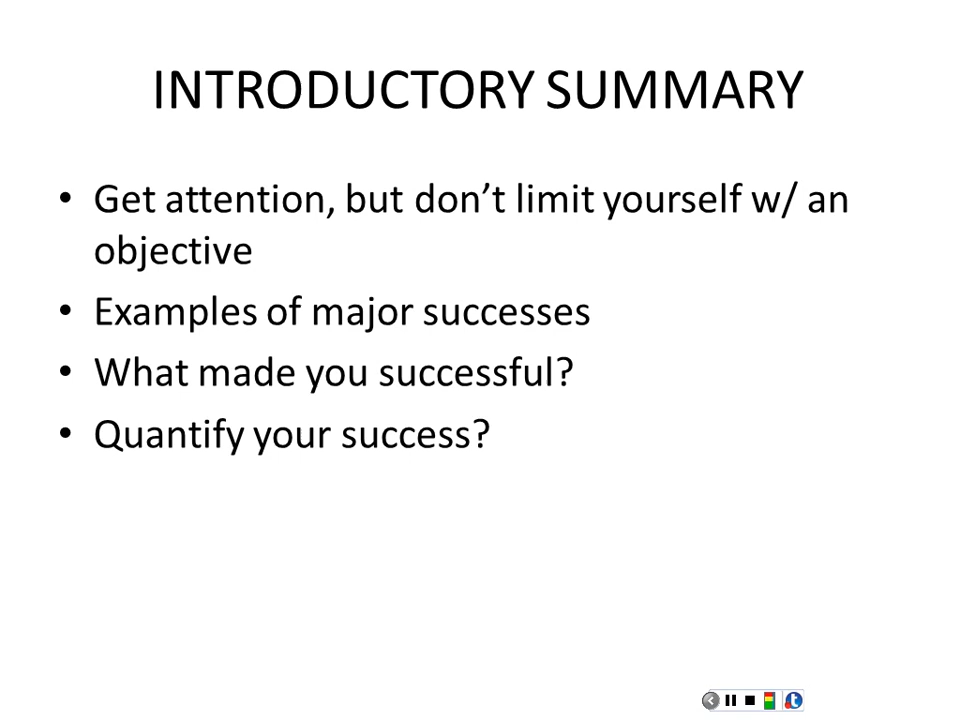 INTRODUCTORY SUMMARY
• Get attention, but don’t limit yourself w/ an
objective
• Examples of major successes
• What made you successful?
• Quantify your success?
t